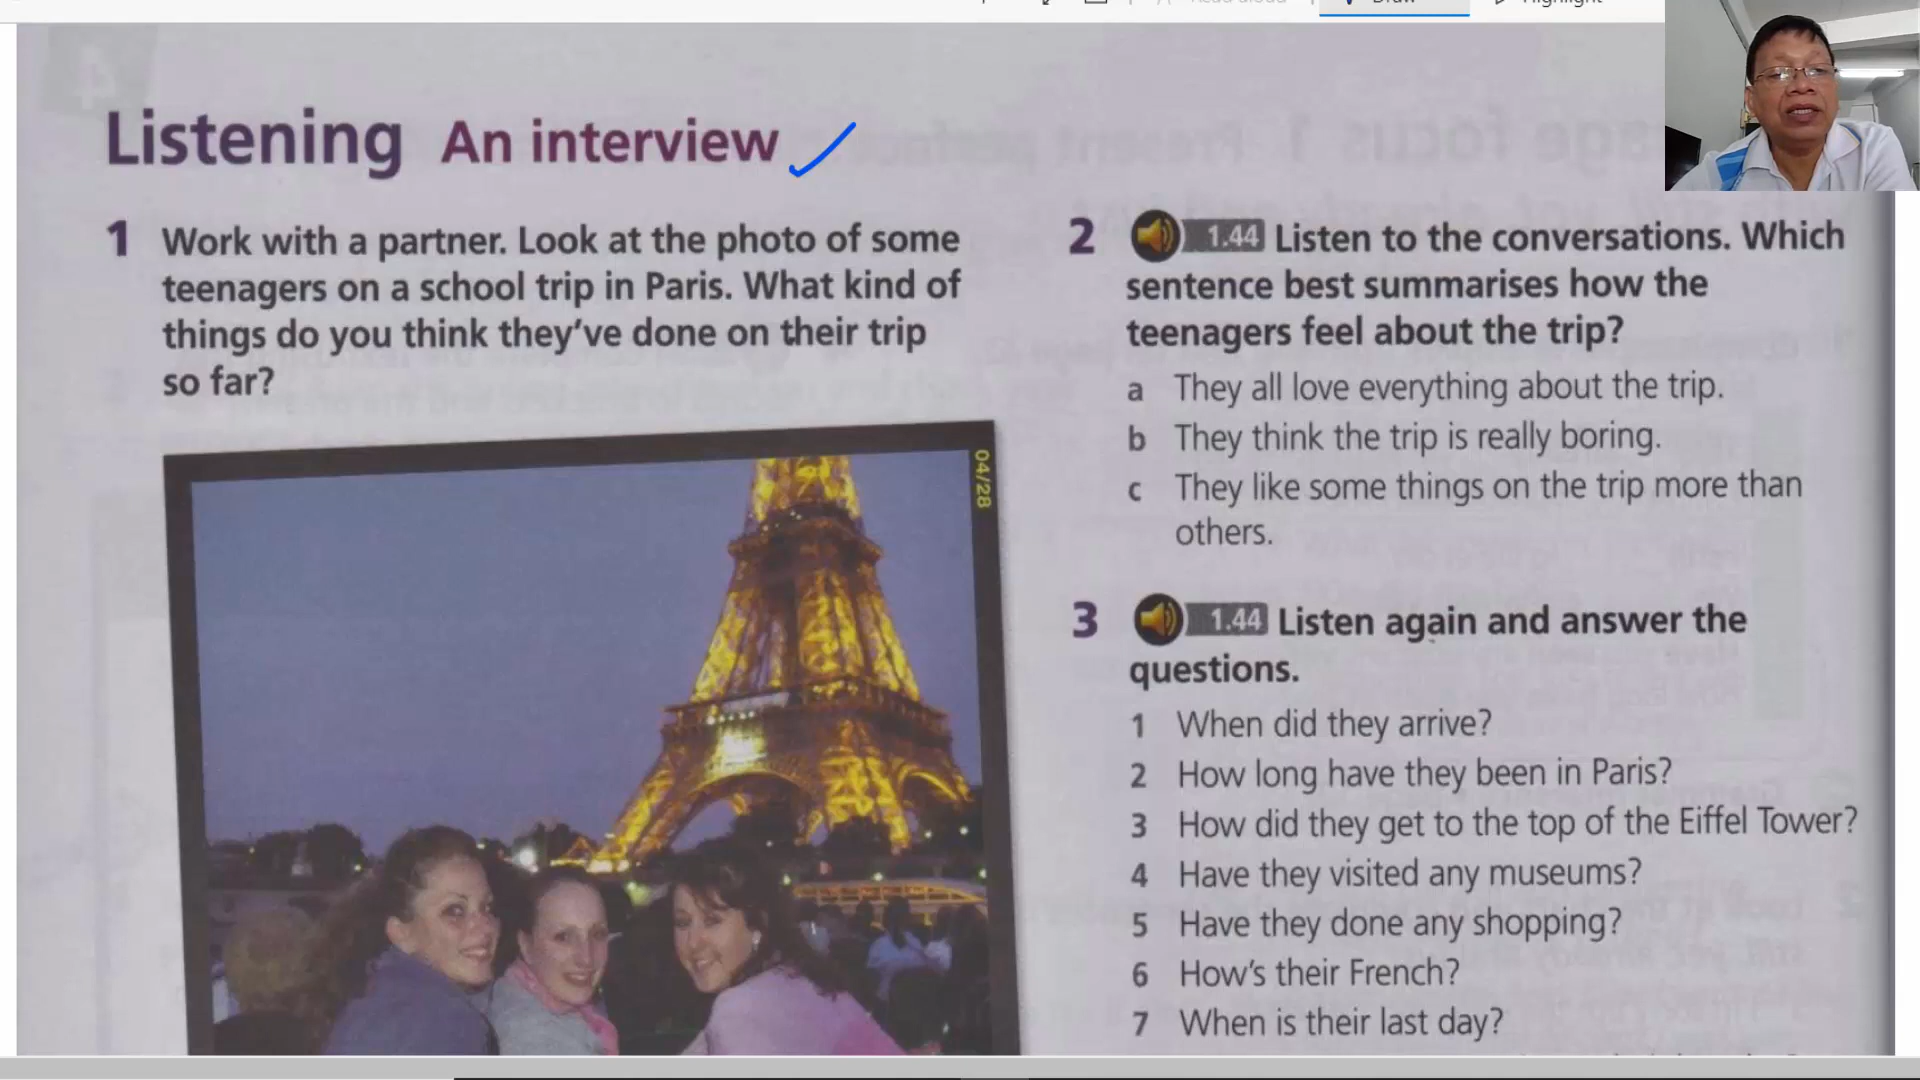 Listening An interview
1 Work with a partner. Look at the photo of some
teenagers on a school trip in Paris. What kind of
things do you think they've done on their trip
so far?
04/28
2 1.44 Listen to the conversations. Which
sentence best summarises how the
teenagers feel about the trip?
a They all love everything about the trip.
b They think the trip is really boring.
c They like some things on the trip more than
others.
3 1.44 Listen again and answer the
questions.
1 When did they arrive?
2 How long have they been in Paris?
3 How did they get to the top of the Eiffel Tower?
4 Have they visited any museums?
5 Have they done any shopping?
6 How's their French?
7 When is their last day?